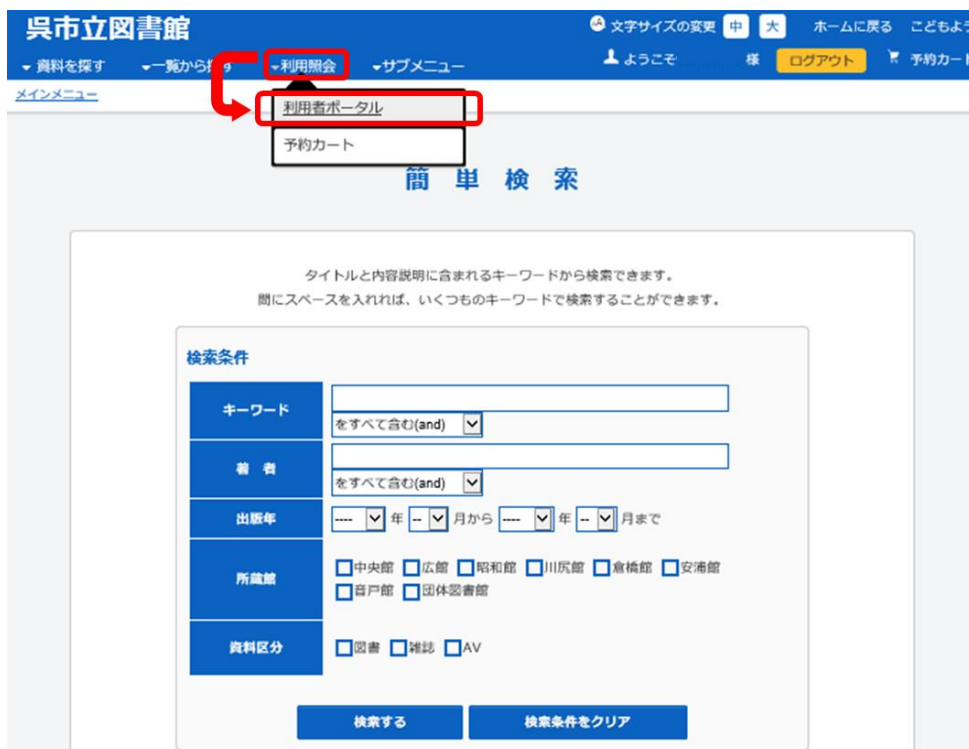 呉市立図書館
文字サイズの変更 中 大 ホームに戻る こどもよう
ようこそ 様 ログアウト 予約カート
資料を探す 一覧から探す 利用照会 サブメニュー
メインメニュー
利用者ポータル
予約カート
簡単検索
タイトルと内容説明に含まれるキーワードから検索できます。
間にスペースを入れれば、いくつものキーワードで検索することができます。
検索条件
キーワード
をすべて含む(and)
著者
をすべて含む(and)
出版年 ---- 年 -- 月から ---- 年 -- 月まで
所蔵館 中央館 広館 昭和館 川尻館 倉橋館 安浦館
音戸館 団体図書館
資料区分 図書 雑誌 AV
検索する 検索条件をクリア